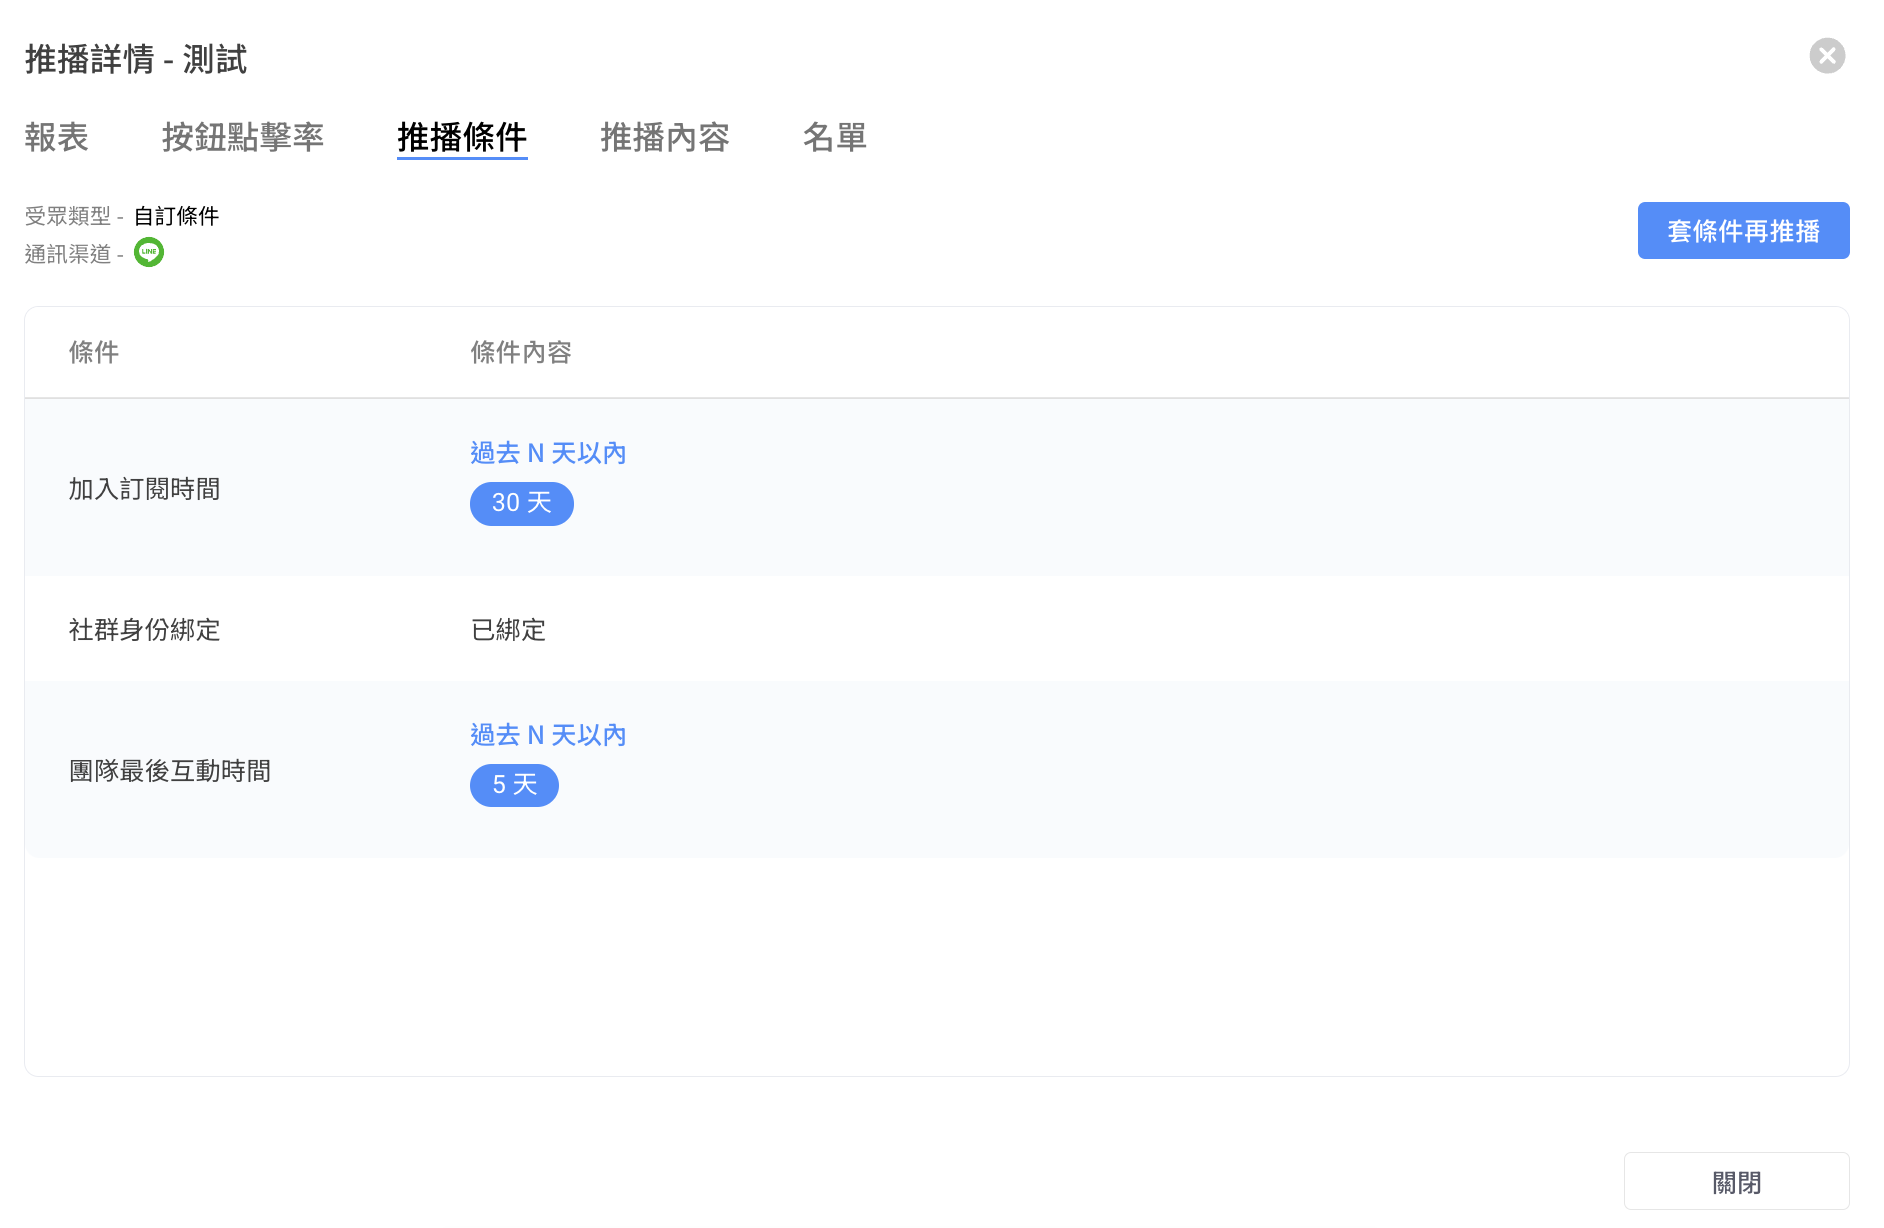 推播詳情 - 測試
報表 按鈕點擊率 推播條件 推播內容 名單
受眾類型 - 自訂條件
通訊渠道 - LINE
套條件再推播
條件 條件內容
加入訂閱時間
過去 N 天以內
30 天
社群身份綁定 已綁定
團隊最後互動時間
過去 N 天以內
5 天
關閉